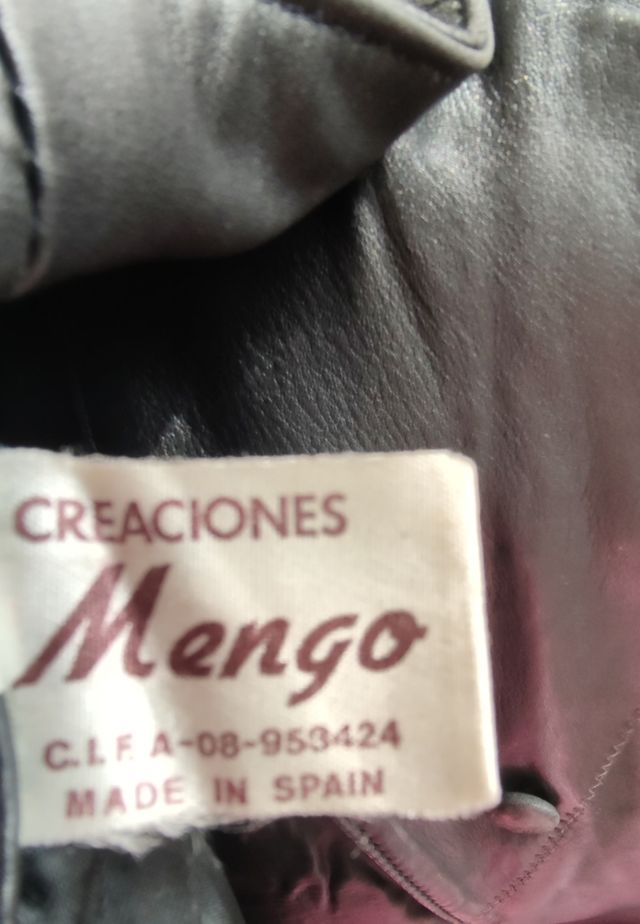 CREACIONES
Mengo
C.I.F. A-08-953424
MADE IN SPAIN